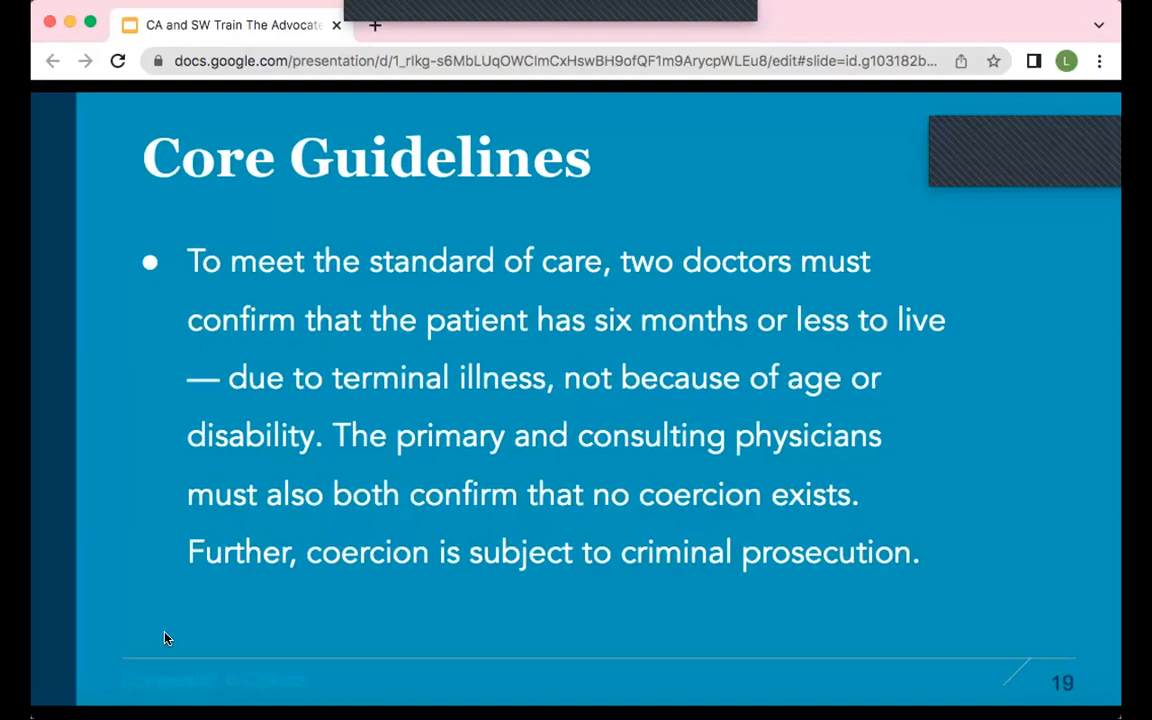 CA and SW Train The Advocate
docs.google.com/presentation/d/1_rIkg-s6MbLUqOWClmCxHswBH9ofQF1m9ArycpWLEu8/edit#slide=id.g103182b...
L
Core Guidelines
● To meet the standard of care, two doctors must
confirm that the patient has six months or less to live
— due to terminal illness, not because of age or
disability. The primary and consulting physicians
must also both confirm that no coercion exists.
Further, coercion is subject to criminal prosecution.
19